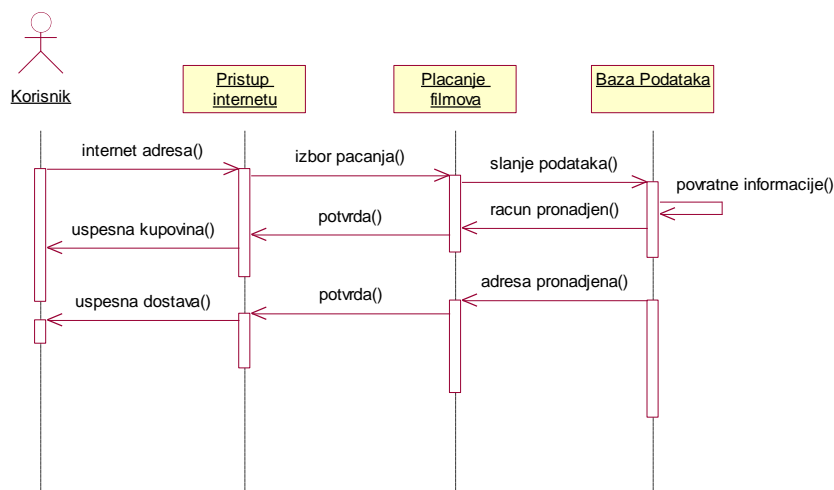 Korisnik
Pristup
internetu
Placanje
filmova
Baza Podataka
internet adresa()
izbor pacanja()
slanje podataka()
povratne informacije()
racun pronadjen()
potvrda()
uspesna kupovina()
adresa pronadjena()
potvrda()
uspesna dostava()